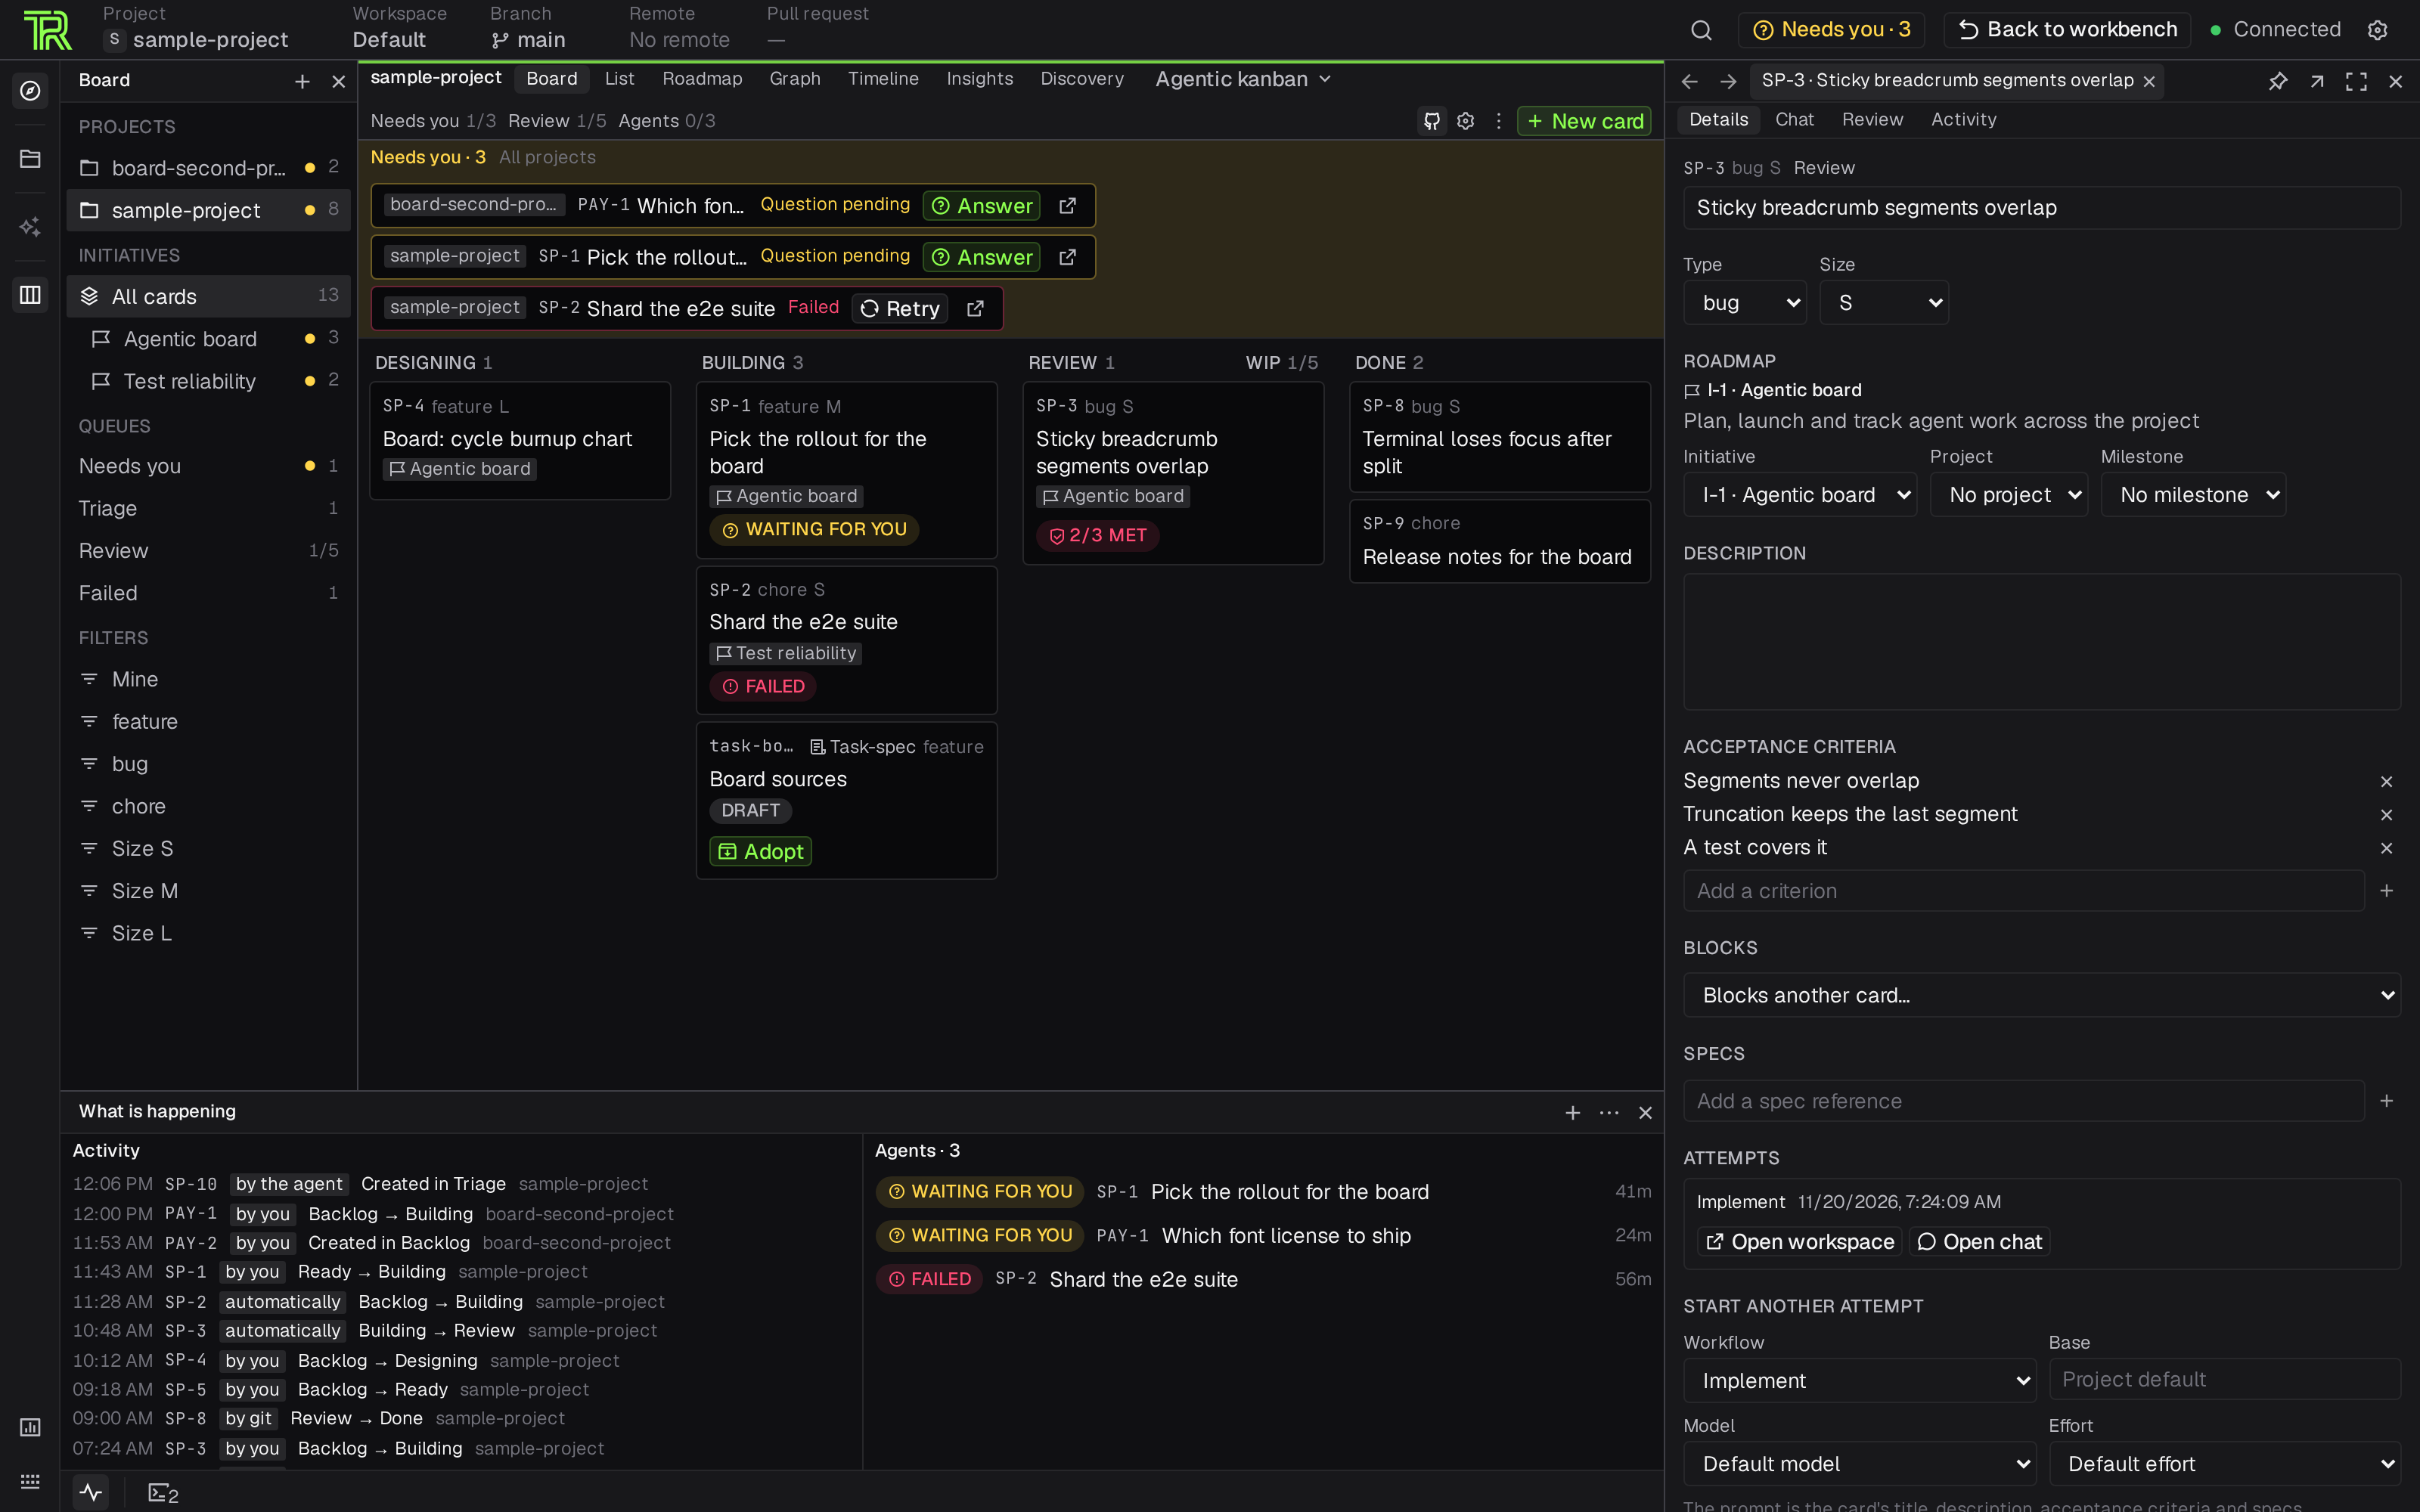 TR
Project
S sample-project
Workspace
Default
Branch
main
Remote
No remote
Pull request
—
Needs you · 3
Back to workbench
Connected
Board
PROJECTS
board-second-pr... 2
sample-project 8
INITIATIVES
All cards 13
Agentic board 3
Test reliability 2
QUEUES
Needs you 1
Triage 1
Review 1/5
Failed 1
FILTERS
Mine
feature
bug
chore
Size S
Size M
Size L
sample-project Board List Roadmap Graph Timeline Insights Discovery Agentic kanban
Needs you 1/3 Review 1/5 Agents 0/3
+ New card
Needs you · 3 All projects
board-second-pro... PAY-1 Which fon... Question pending Answer
sample-project SP-1 Pick the rollout... Question pending Answer
sample-project SP-2 Shard the e2e suite Failed Retry
DESIGNING 1
SP-4 feature L
Board: cycle burnup chart
Agentic board
BUILDING 3
SP-1 feature M
Pick the rollout for the
board
Agentic board
WAITING FOR YOU
SP-2 chore S
Shard the e2e suite
Test reliability
FAILED
task-bo... Task-spec feature
Board sources
DRAFT
Adopt
REVIEW 1 WIP 1/5
SP-3 bug S
Sticky breadcrumb
segments overlap
Agentic board
2/3 MET
DONE 2
SP-8 bug S
Terminal loses focus after
split
SP-9 chore
Release notes for the board
What is happening
Activity
12:06 PM SP-10 by the agent Created in Triage sample-project
12:00 PM PAY-1 by you Backlog → Building board-second-project
11:53 AM PAY-2 by you Created in Backlog board-second-project
11:43 AM SP-1 by you Ready → Building sample-project
11:28 AM SP-2 automatically Backlog → Building sample-project
10:48 AM SP-3 automatically Building → Review sample-project
10:12 AM SP-4 by you Backlog → Designing sample-project
09:18 AM SP-5 by you Backlog → Ready sample-project
09:00 AM SP-8 by git Review → Done sample-project
07:24 AM SP-3 by you Backlog → Building sample-project
Agents · 3
WAITING FOR YOU SP-1 Pick the rollout for the board 41m
WAITING FOR YOU PAY-1 Which font license to ship 24m
FAILED SP-2 Shard the e2e suite 56m
2
SP-3 · Sticky breadcrumb segments overlap
Details Chat Review Activity
SP-3 bug S Review
Sticky breadcrumb segments overlap
Type Size
bug S
ROADMAP
I-1 · Agentic board
Plan, launch and track agent work across the project
Initiative Project Milestone
I-1 · Agentic board No project No milestone
DESCRIPTION
ACCEPTANCE CRITERIA
Segments never overlap
Truncation keeps the last segment
A test covers it
Add a criterion
BLOCKS
Blocks another card...
SPECS
Add a spec reference
ATTEMPTS
Implement 11/20/2026, 7:24:09 AM
Open workspace Open chat
START ANOTHER ATTEMPT
Workflow Base
Implement Project default
Model Effort
Default model Default effort
The prompt is the card's title, description, acceptance criteria and specs